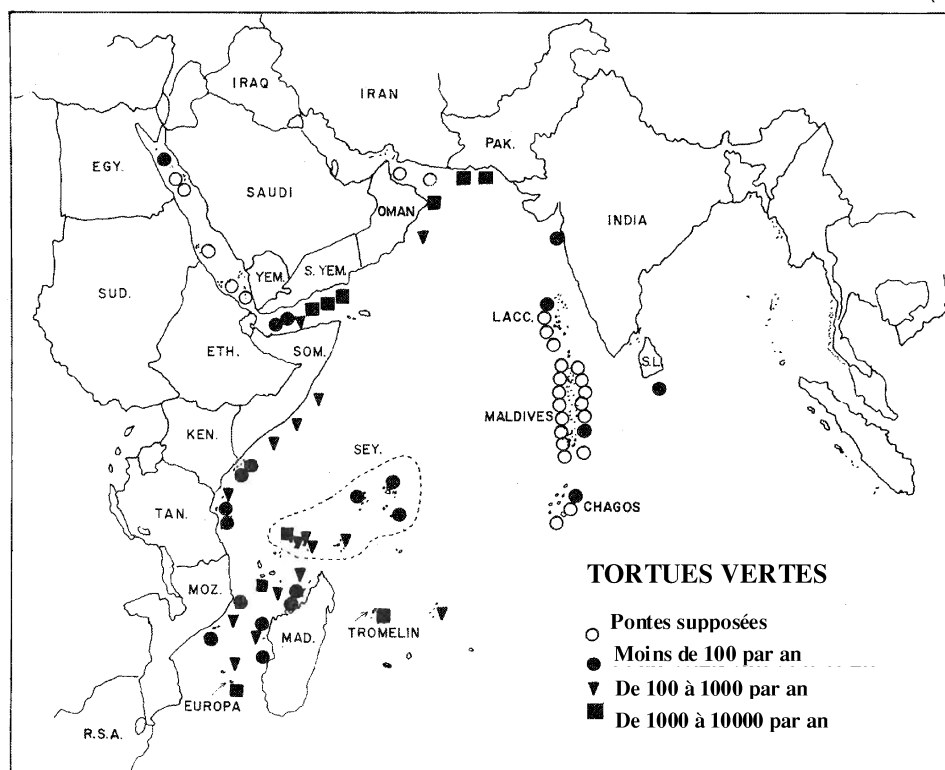 IRAQ
IRAN
PAK.
EGY.
SAUDI
OMAN
INDIA
S. YEM.
YEM.
SUD.
LACC.
ETH.
SOM.
S.L.
MALDIVES
KEN.
SEY.
TAN.
CHAGOS
TORTUES VERTES
MOZ.
Pontes supposées
MAD.
TROMELIN
Moins de 100 par an
De 100 à 1000 par an
EUROPA
De 1000 à 10000 par an
R.S.A.